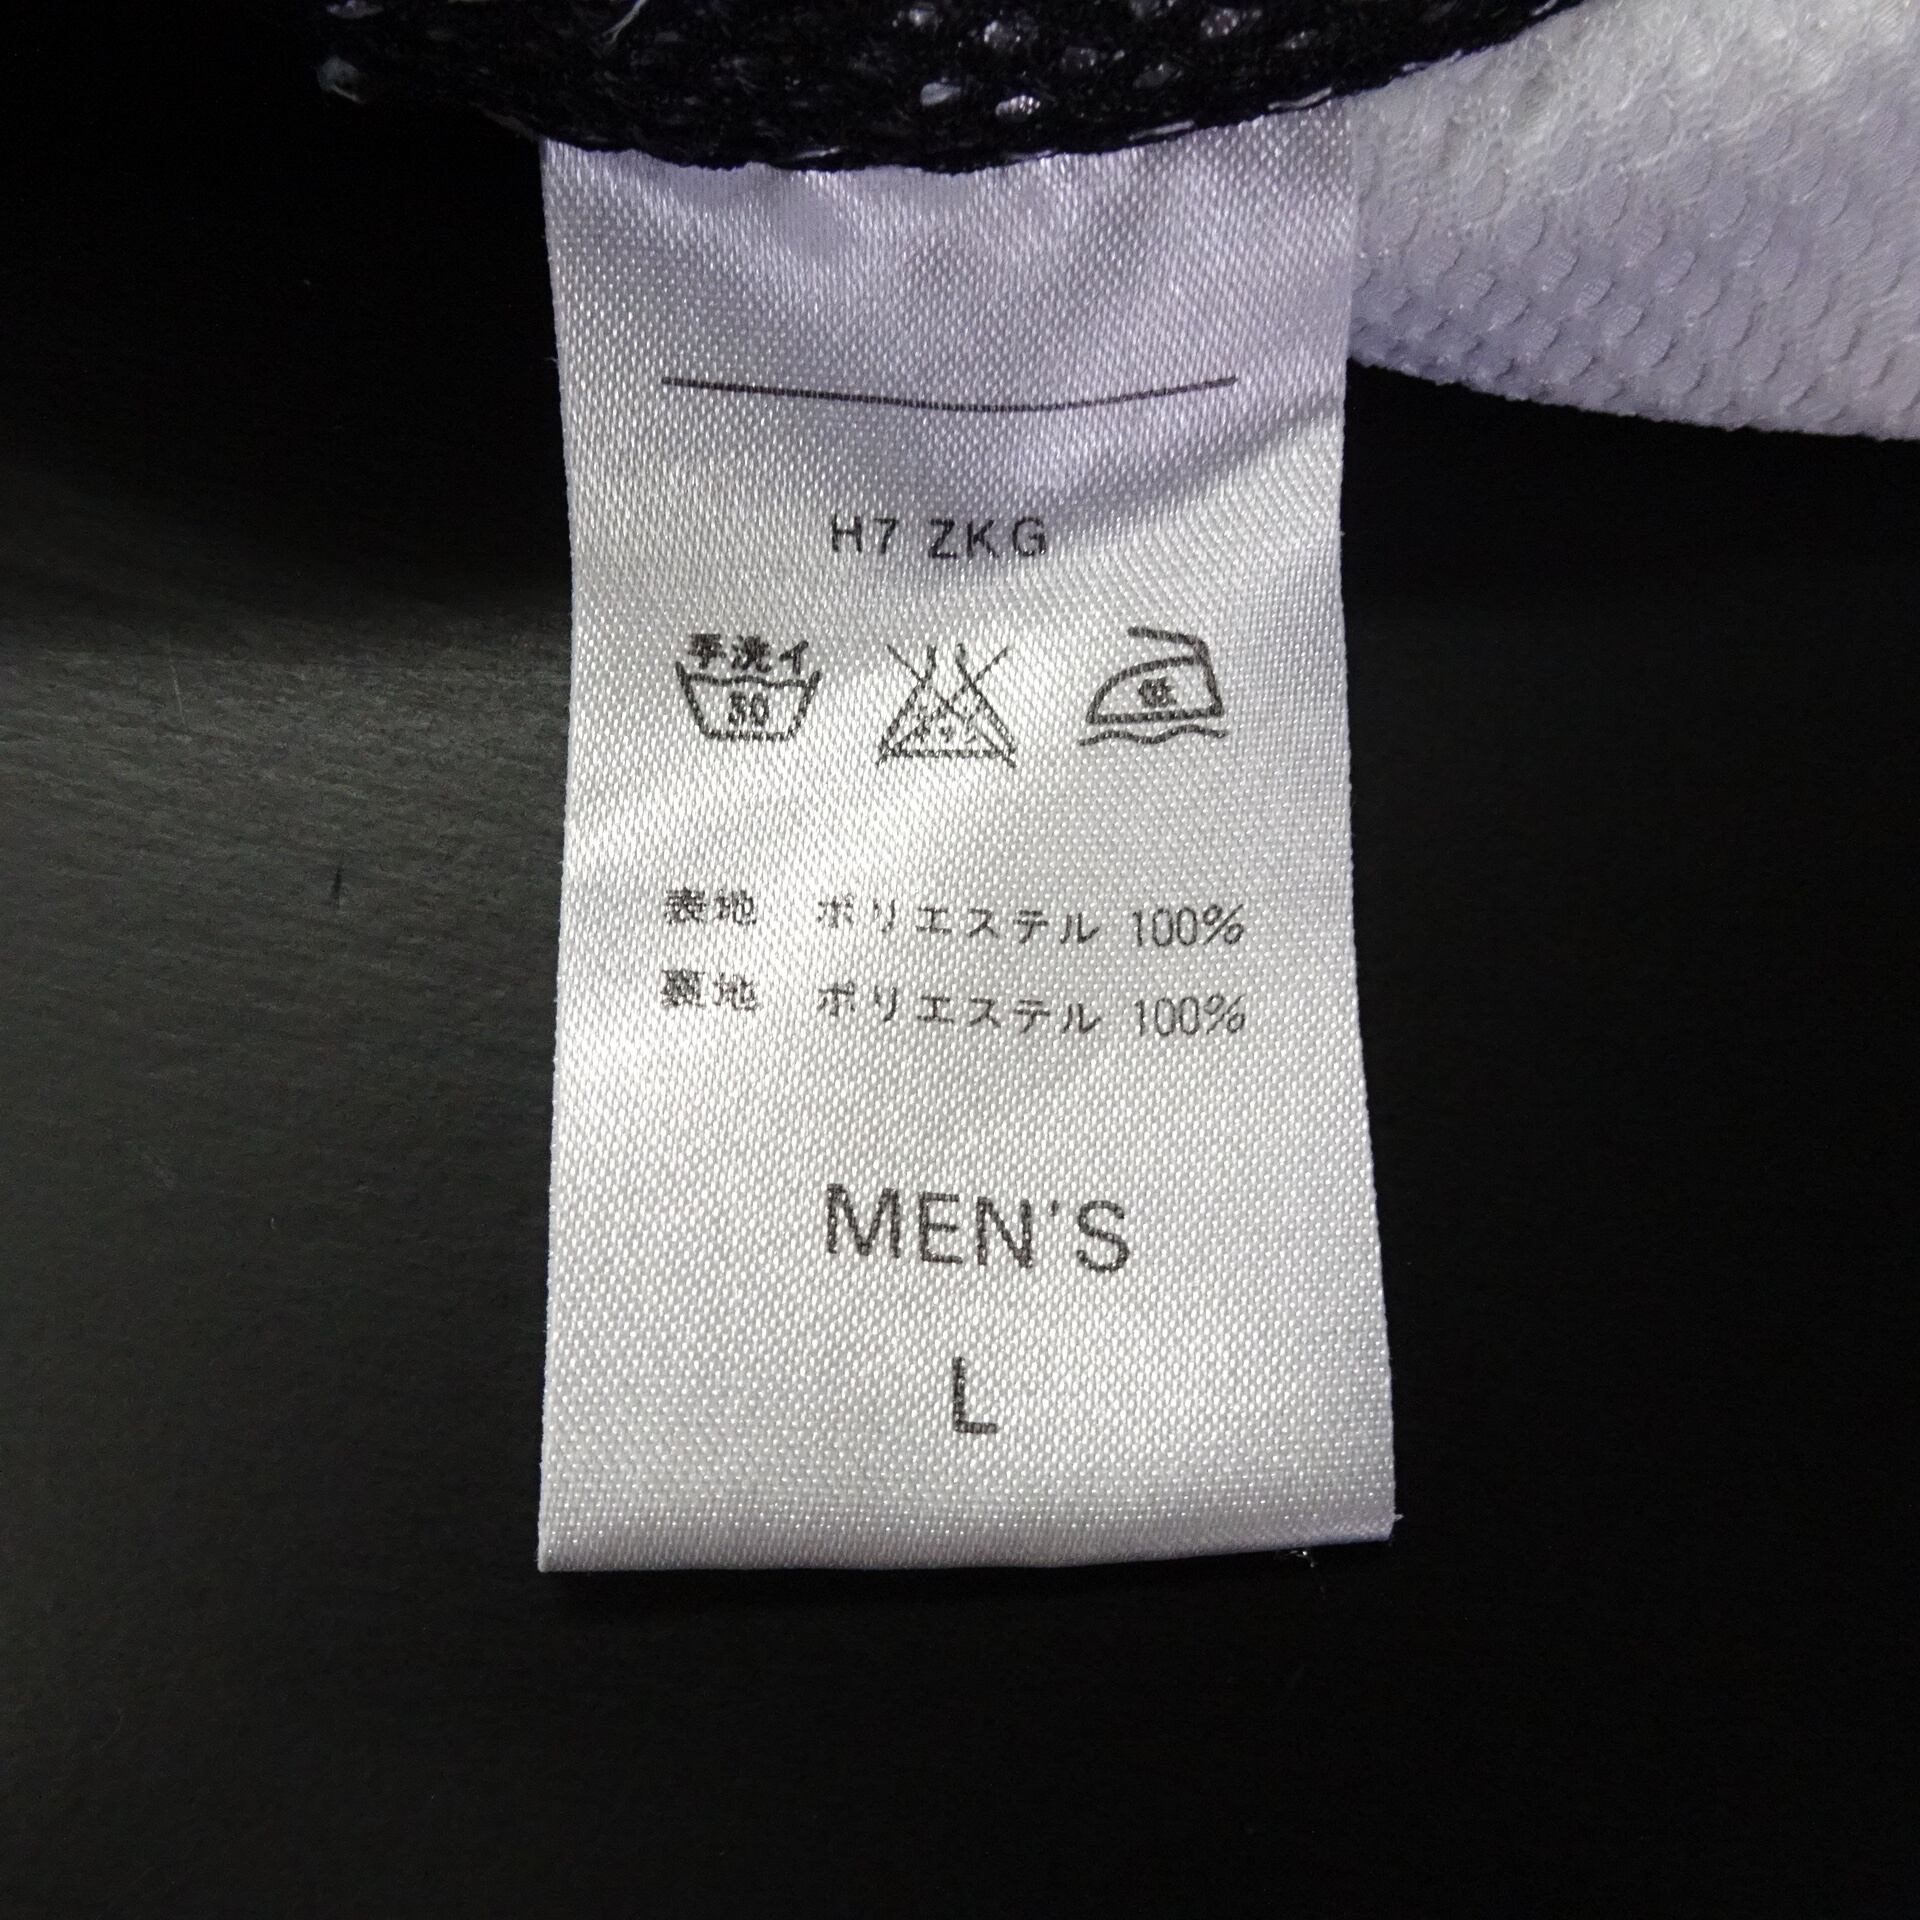 H7 ZKG
手洗イ
30 低
表地 ポリエステル 100%
裏地 ポリエステル 100%
MEN'S
L